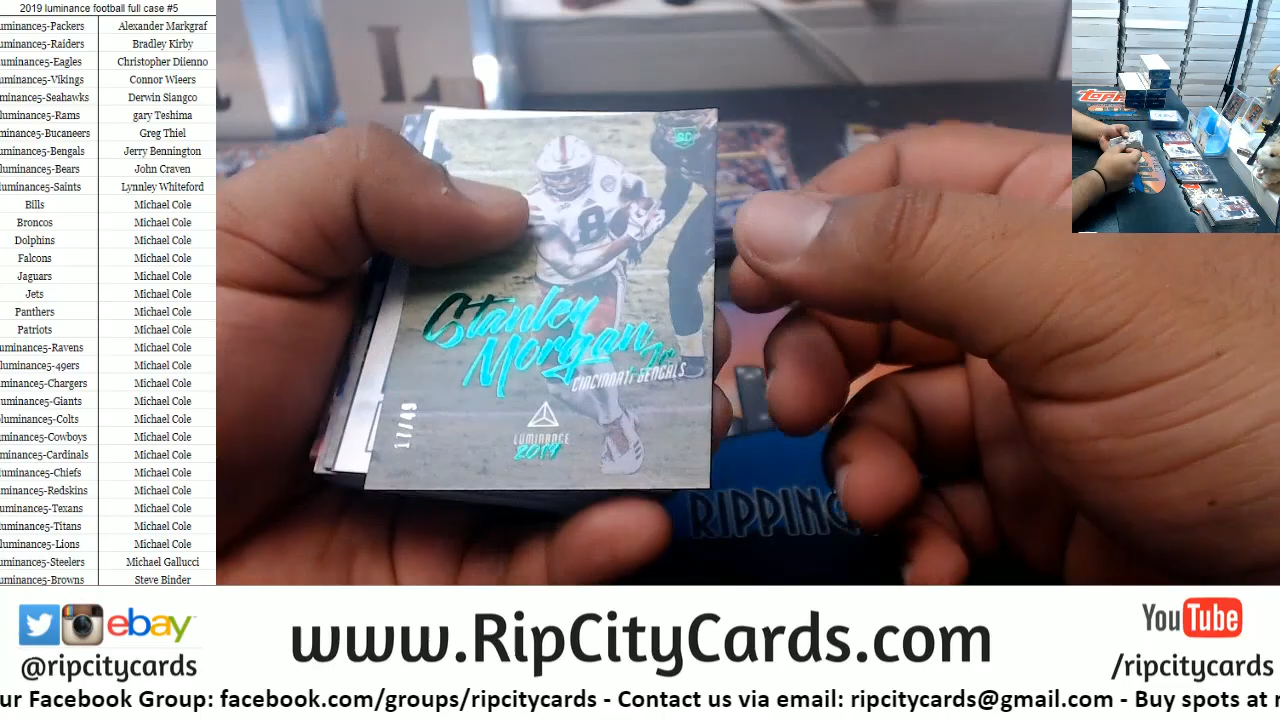 2019 luminance football full case #5
uminance5-Packers Alexander Markgraf
uminance5-Raiders Bradley Kirby
luminance5-Eagles Christopher Dilenno
luminance5-Vikings Connor Wieers
minance5-Seahawks Derwin Siangco
luminance5-Rams gary Teshima
minance5-Bucaneers Greg Thiel
minance5-Bengals Jerry Bennington
luminance5-Bears John Craven
luminance5-Saints Lynnley Whiteford
Bills Michael Cole
Broncos Michael Cole
Dolphins Michael Cole
Falcons Michael Cole
Jaguars Michael Cole
Jets Michael Cole
Panthers Michael Cole
Patriots Michael Cole
uminance5-Ravens Michael Cole
luminance5-49ers Michael Cole
minance5-Chargers Michael Cole
uminance5-Giants Michael Cole
oluminance5-Colts Michael Cole
minance5-Cowboys Michael Cole
minance5-Cardinals Michael Cole
uminance5-Chiefs Michael Cole
minance5-Redskins Michael Cole
uminance5-Texans Michael Cole
uminance5-Titans Michael Cole
luminance5-Lions Michael Cole
uminance5-Steelers Michael Gallucci
uminance5-Browns Steve Binder
RC
8
Stanley
Morgan Jr.
CINCINNATI BENGALS
17/49
LUMINANCE
2019
RIPPING
Topps
ebay
@ripcitycards
www.RipCityCards.com
YouTube
/ripcitycards
ur Facebook Group: facebook.com/groups/ripcitycards - Contact us via email: ripcitycards@gmail.com - Buy spots at r